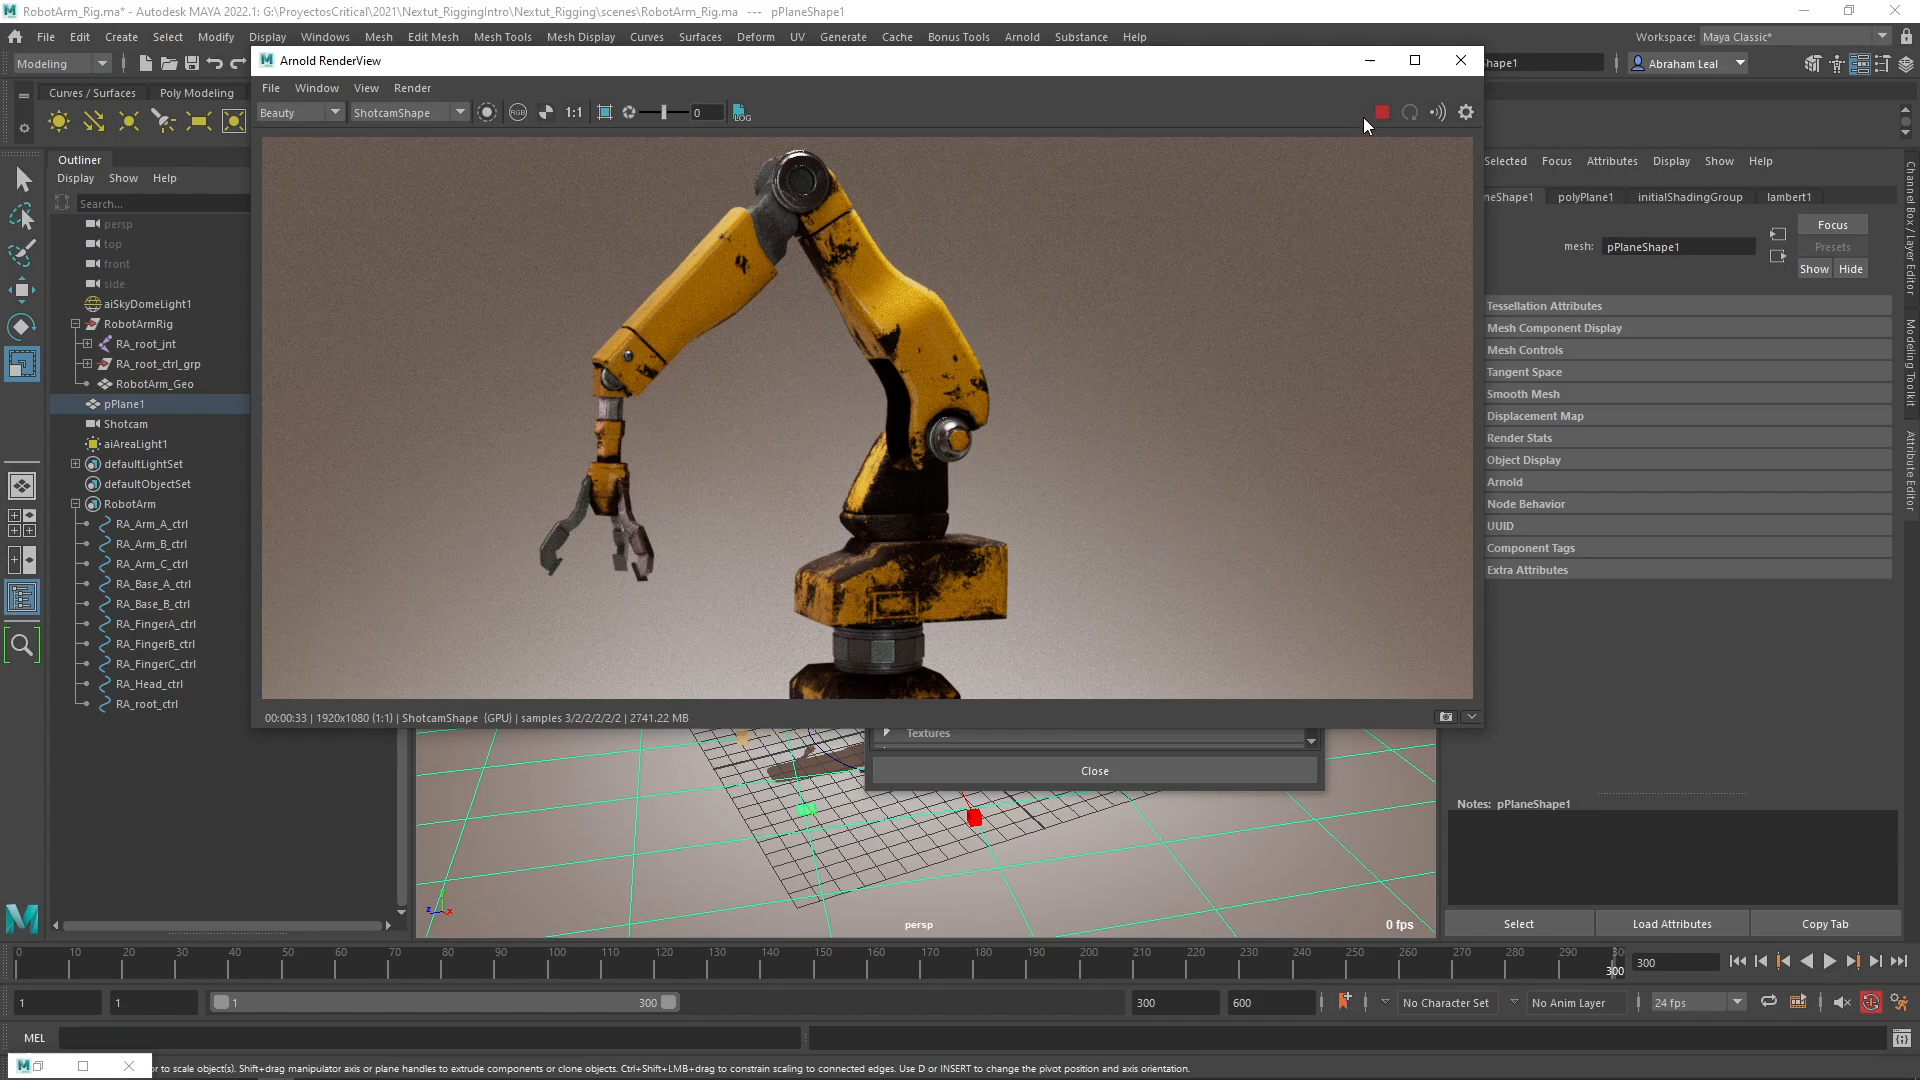 RobotArm_Rig.ma* - Autodesk MAYA 2022.1: G:\ProyectosCritical\2021\Nextut_RiggingIntro\Nextut_Rigging\scenes\RobotArm_Rig.ma --- pPlaneShape1
File Edit Create Select Modify Display Windows Mesh Edit Mesh Mesh Tools Mesh Display Curves Surfaces Deform UV Generate Cache Bonus Tools Arnold Substance Help
Workspace: Maya Classic*
Modeling
Arnold RenderView
Abraham Leal
File Window View Render
Curves / Surfaces Poly Modeling
Beauty ShotcamShape RGB 1:1 0 LOG
Outliner
Display Show Help
Search...
persp
top
front
side
aiSkyDomeLight1
RobotArmRig
RA_root_jnt
RA_root_ctrl_grp
RobotArm_Geo
pPlane1
Shotcam
aiAreaLight1
defaultLightSet
defaultObjectSet
RobotArm
RA_Arm_A_ctrl
RA_Arm_B_ctrl
RA_Arm_C_ctrl
RA_Base_A_ctrl
RA_Base_B_ctrl
RA_FingerA_ctrl
RA_FingerB_ctrl
RA_FingerC_ctrl
RA_Head_ctrl
RA_root_ctrl
00:00:33 | 1920x1080 (1:1) | ShotcamShape {GPU} | samples 3/2/2/2/2/2 | 2741.22 MB
Textures
Close
persp
0 fps
Focus Attributes Display Show Help
polyPlane1 initialShadingGroup lambert1
mesh: pPlaneShape1
Focus
Presets
Show Hide
Tessellation Attributes
Mesh Component Display
Mesh Controls
Tangent Space
Smooth Mesh
Displacement Map
Render Stats
Object Display
Arnold
Node Behavior
UUID
Component Tags
Extra Attributes
Notes: pPlaneShape1
Select Load Attributes Copy Tab
Channel Box / Layer Editor
Modeling Toolkit
Attribute Editor
0 10 20 30 40 50 60 70 80 90 100 110 120 130 140 150 160 170 180 190 200 210 220 230 240 250 260 270 280 290
300
300
1 1 1 300 300 600 No Character Set No Anim Layer 24 fps
MEL
to scale object(s). Shift+drag manipulator axis or plane handles to extrude components or clone objects. Ctrl+Shift+LMB+drag to constrain scaling to connected edges. Use D or INSERT to change the pivot position and axis orientation.